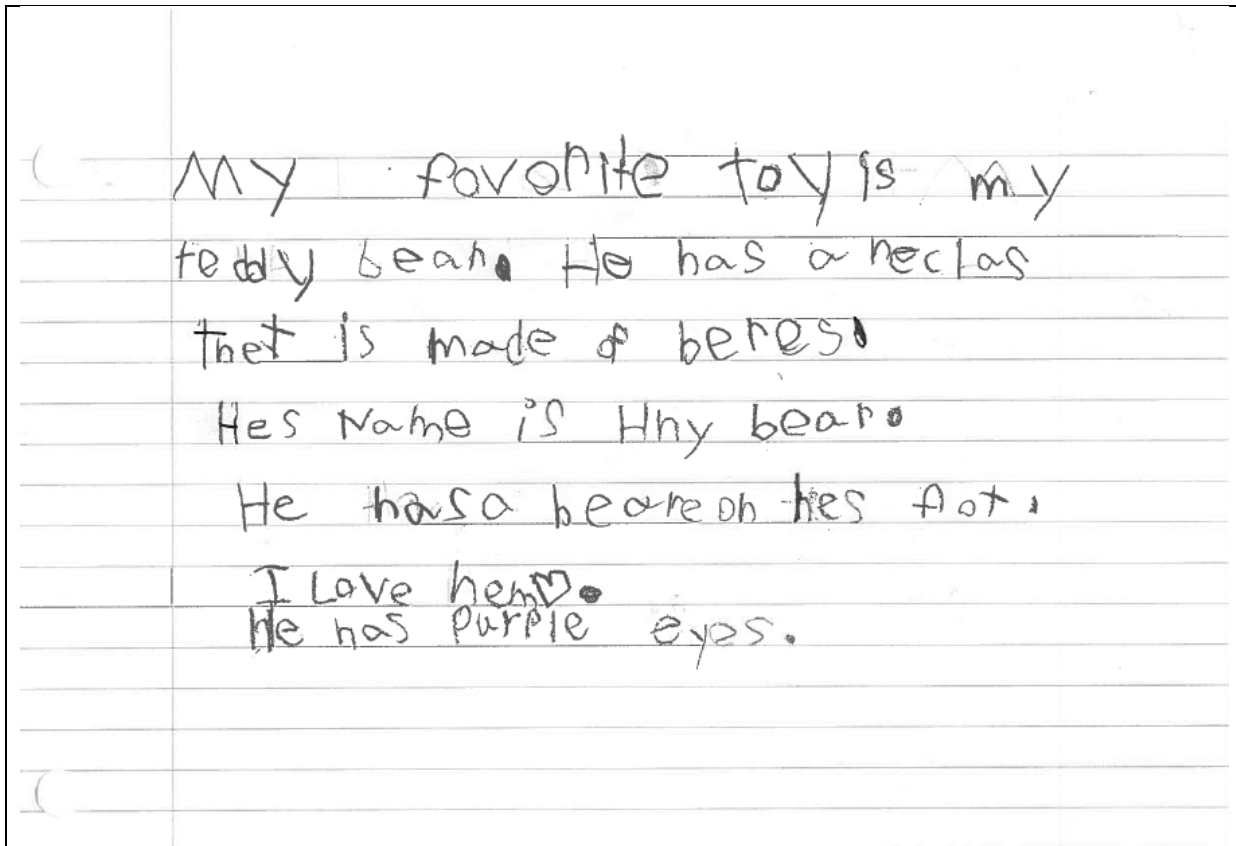 My favorite toy is my
teddy bear. He has a neclas
thet is made of beres.
Hes Name is Hny bear.
He has a beare on hes fot.
I Love hem♡.
He has purple eyes.